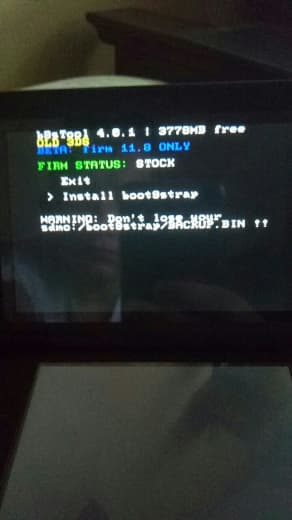 b9sTool 4.0.1 | 3778MB free
OLD 3DS
BETA: Firm 11.8 ONLY
FIRM STATUS: STOCK
Exit
> Install boot9strap
WARNING: Don't lose your
sdmc:/boot9strap/BACKUP.BIN !!